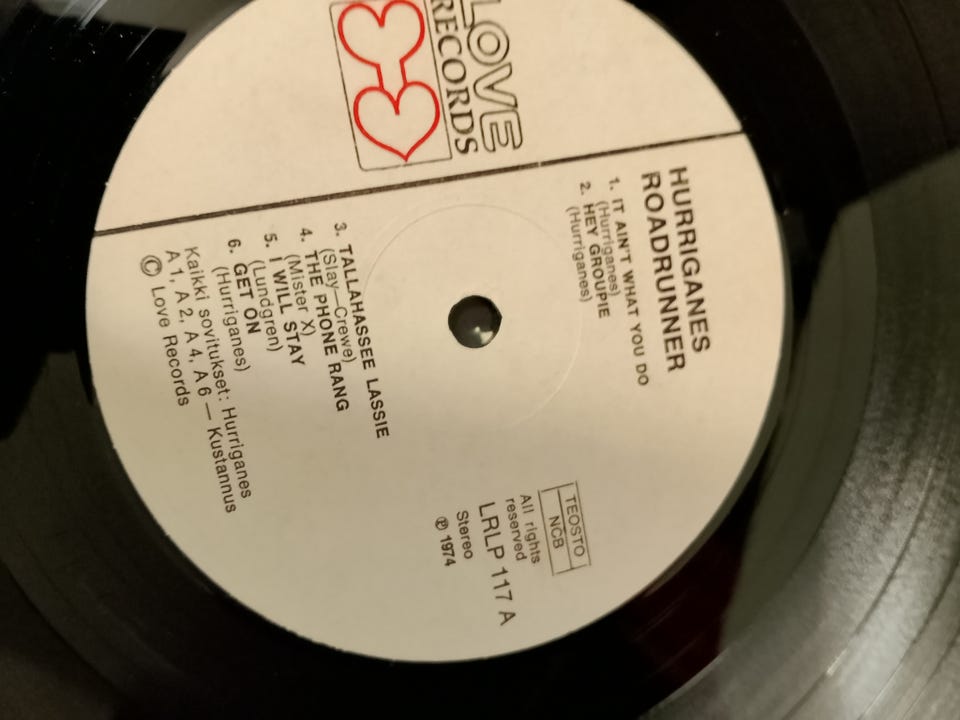 LOVE
RECORDS
HURRIGANES
ROADRUNNER
1. IT AIN'T WHAT YOU DO
(Hurriganes)
2. HEY GROUPIE
(Hurriganes)
TEOSTO
NCB
All rights
reserved
LRLP 117 A
Stereo
℗ 1974
3. TALLAHASSEE LASSIE
(Slay—Crewe)
4. THE PHONE RANG
(Mister X)
5. I WILL STAY
(Lundgren)
6. GET ON
(Hurriganes)
Kaikki sovitukset: Hurriganes
A 1, A 2, A 4, A 6 — Kustannus
© Love Records